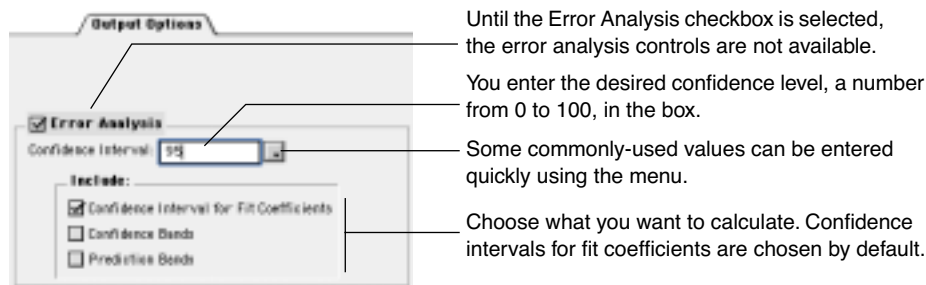 Output Options
Until the Error Analysis checkbox is selected,
the error analysis controls are not available.
You enter the desired confidence level, a number
from 0 to 100, in the box.
Error Analysis
Confidence Interval: 95
Some commonly-used values can be entered
quickly using the menu.
Include:
Confidence Interval for Fit Coefficients
Confidence Bands
Prediction Bands
Choose what you want to calculate. Confidence
intervals for fit coefficients are chosen by default.